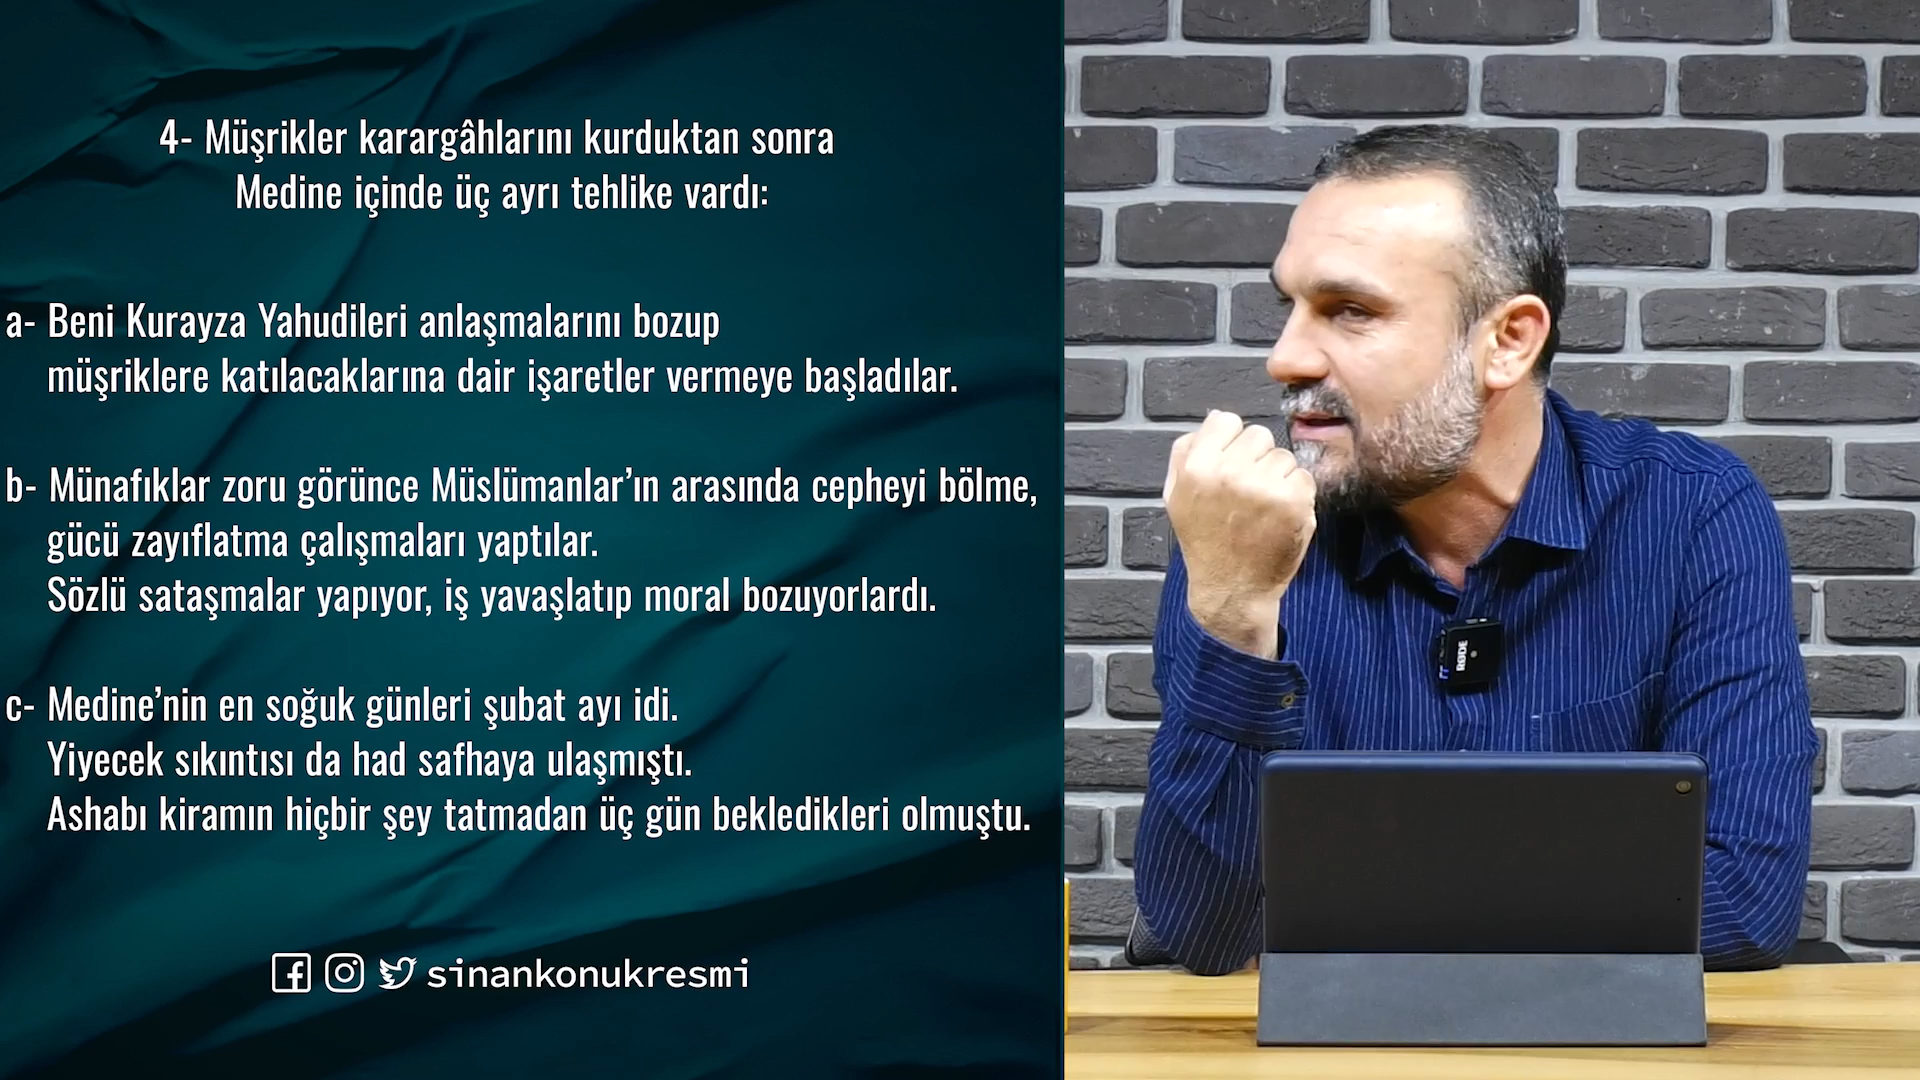 4- Müşrikler karargâhlarını kurduktan sonra
Medine içinde üç ayrı tehlike vardı:
a- Beni Kurayza Yahudileri anlaşmalarını bozup
müşriklere katılacaklarına dair işaretler vermeye başladılar.
b- Münafıklar zoru görünce Müslümanlar’ın arasında cepheyi bölme,
gücü zayıflatma çalışmaları yaptılar.
Sözlü sataşmalar yapıyor, iş yavaşlatıp moral bozuyorlardı.
c- Medine’nin en soğuk günleri şubat ayı idi.
Yiyecek sıkıntısı da had safhaya ulaşmıştı.
Ashabı kiramın hiçbir şey tatmadan üç gün bekledikleri olmuştu.
sinankonukresmi
RØDE